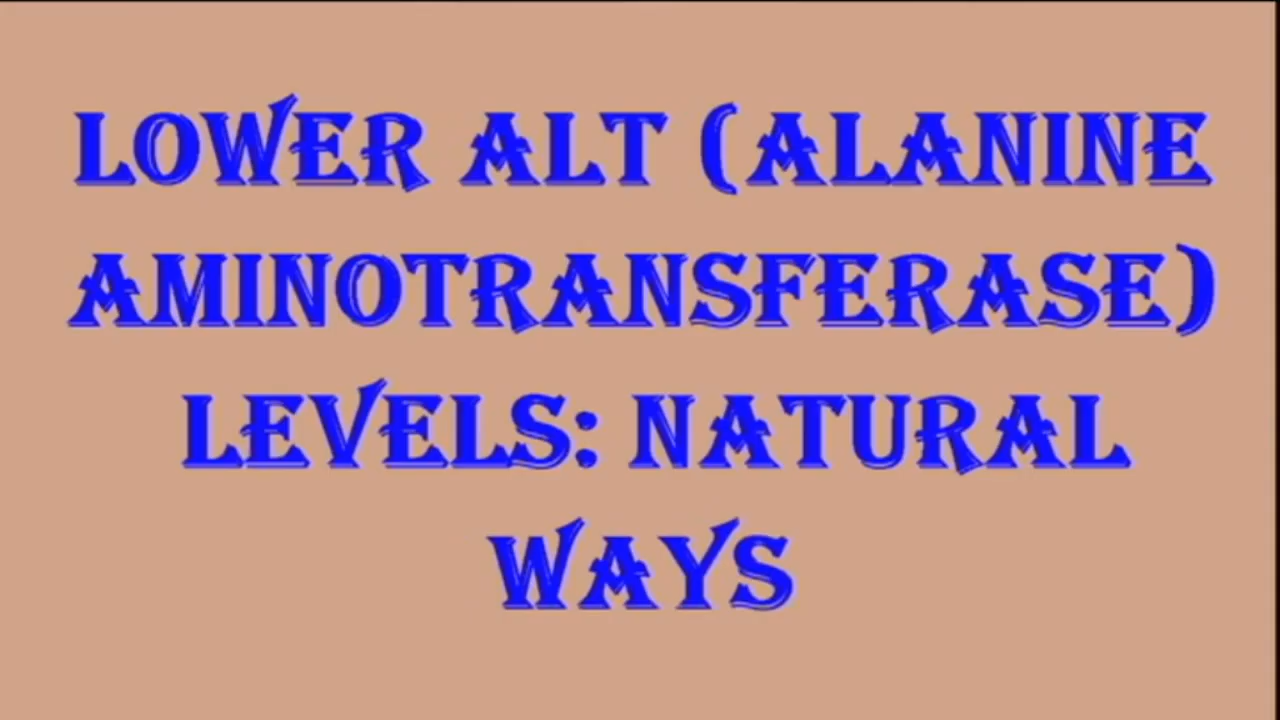 LOWER ALT (ALANINE
AMINOTRANSFERASE)
LEVELS: NATURAL
WAYS